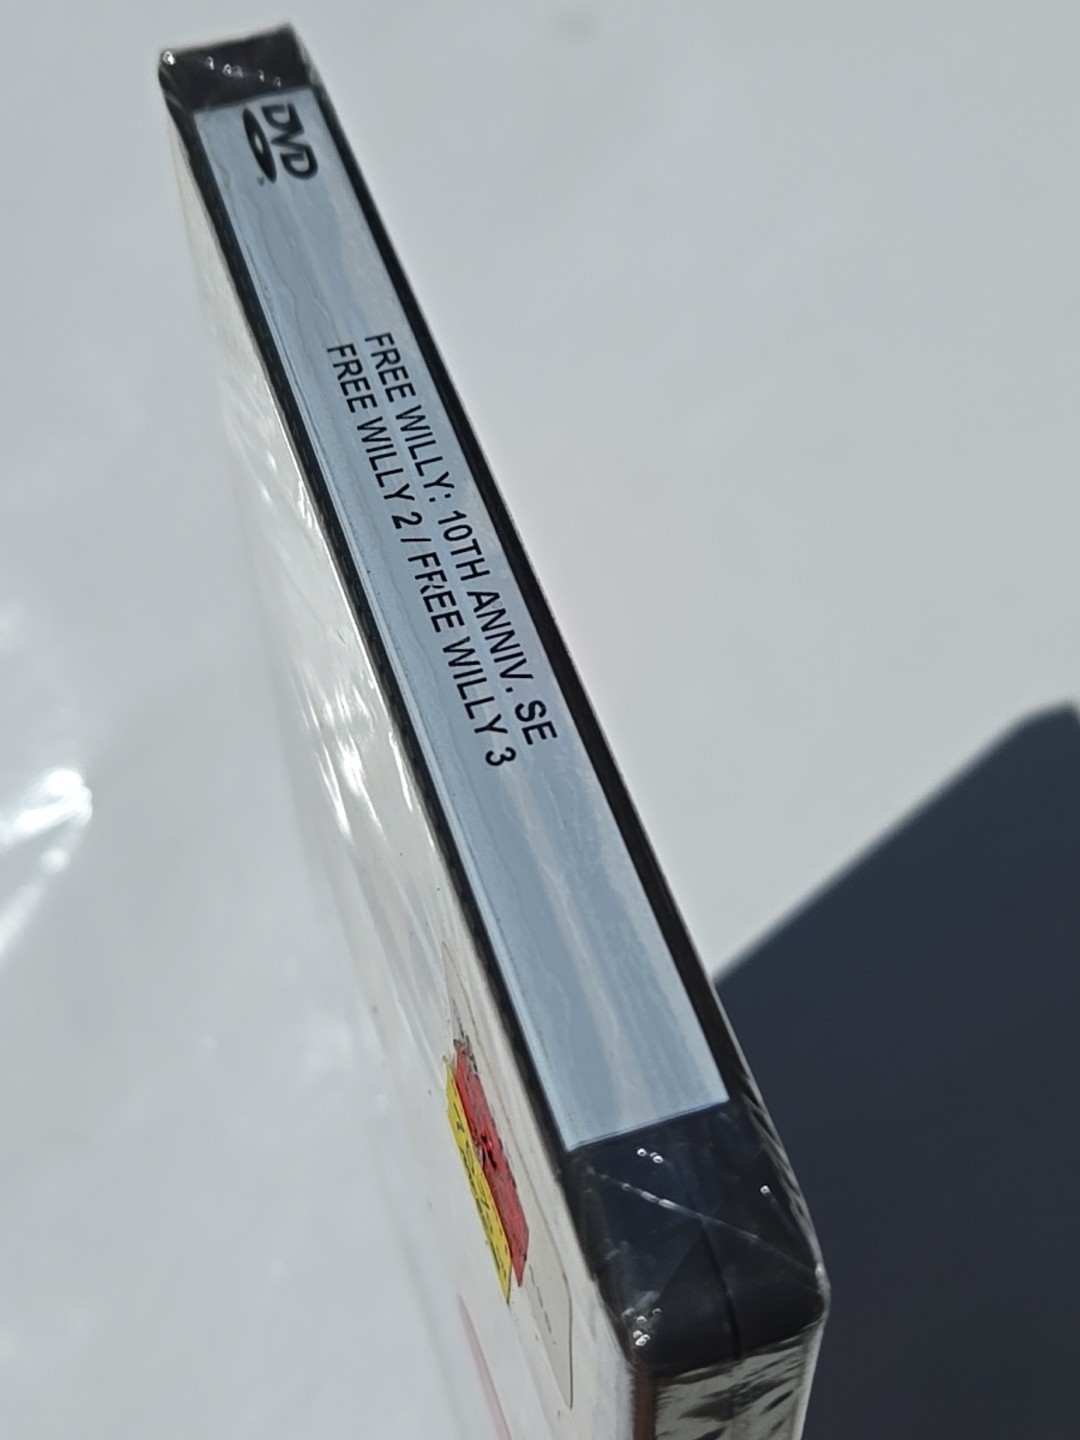 DVD
FREE WILLY: 10TH ANNIV. SE
FREE WILLY 2 / FREE WILLY 3